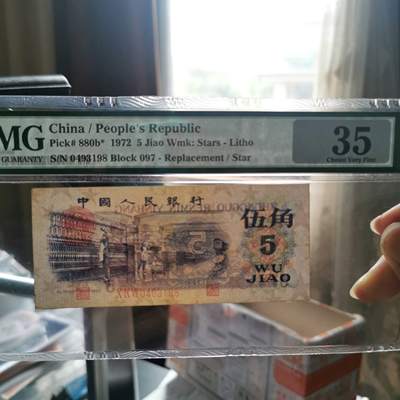 MG
GUARANTY
China / People's Republic
Pick# 880b* 1972 5 Jiao Wmk: Stars - Litho
S/N 0493198 Block 097 - Replacement / Star
35
Choice Very Fine
中國人民銀行
伍角
5
WU
JIAO